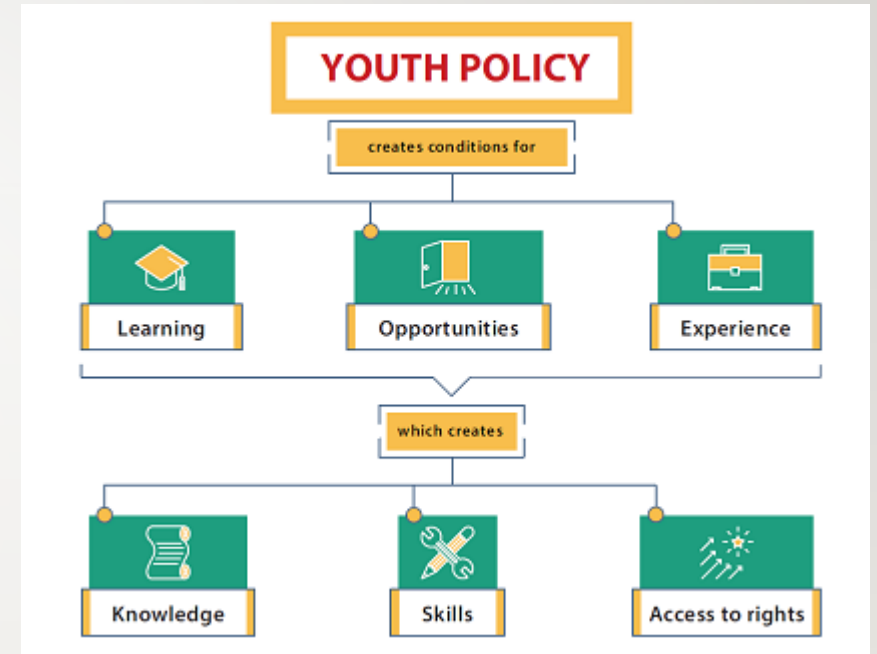 YOUTH POLICY
creates conditions for
Learning
Opportunities
Experience
which creates
Knowledge
Skills
Access to rights